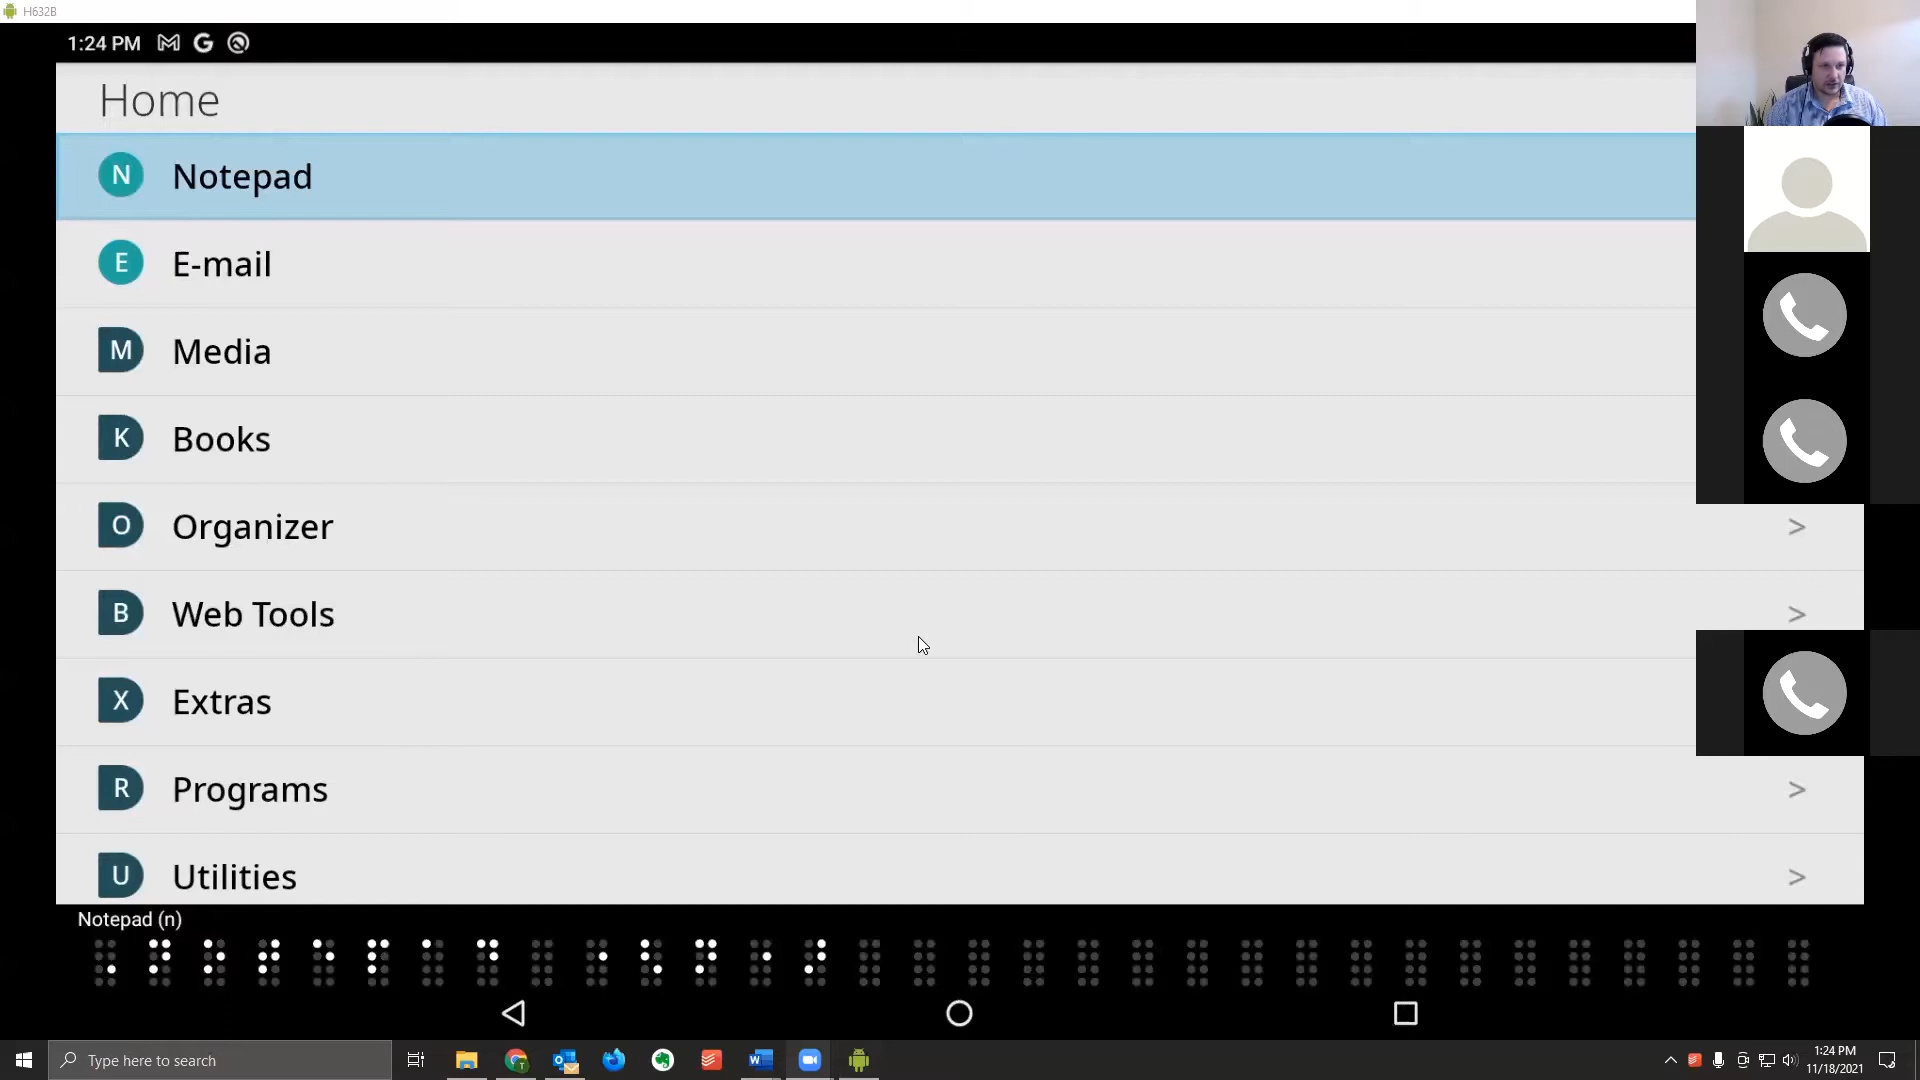 H632B
1:24 PM
Home
N Notepad
E E-mail
M Media
K Books
O Organizer >
B Web Tools >
X Extras
R Programs >
U Utilities >
Notepad (n)
Type here to search
1:24 PM
11/18/2021